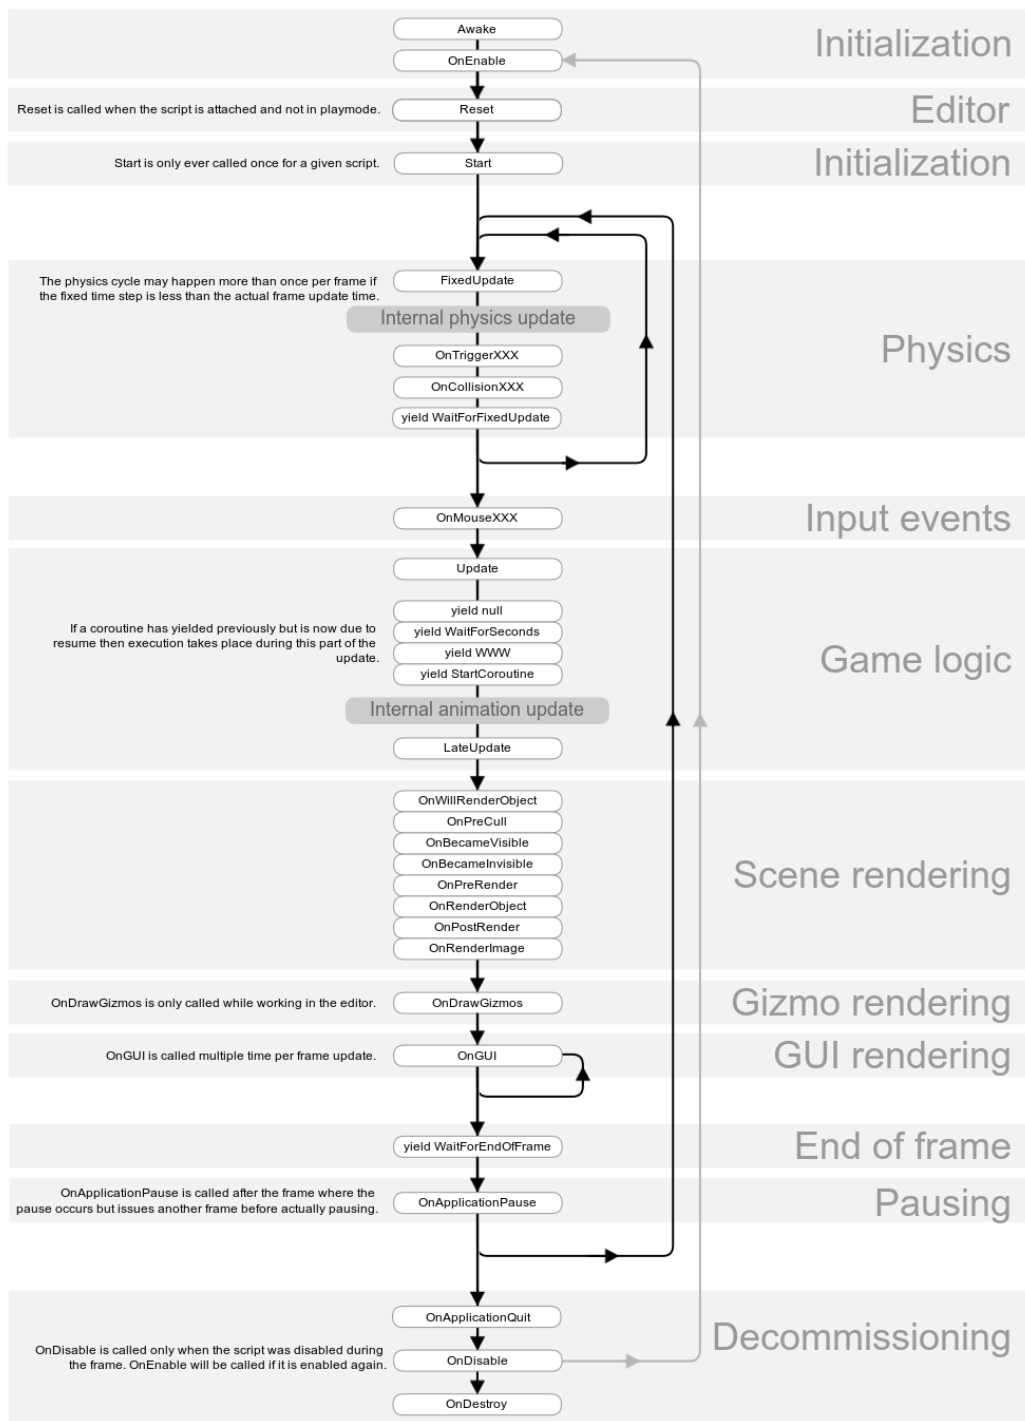 Awake
Initialization
OnEnable
Reset is called when the script is attached and not in playmode.
Reset
Editor
Start is only ever called once for a given script.
Start
Initialization
The physics cycle may happen more than once per frame if
the fixed time step is less than the actual frame update time.
FixedUpdate
Internal physics update
OnTriggerXXX
Physics
OnCollisionXXX
yield WaitForFixedUpdate
OnMouseXXX
Input events
Update
yield null
If a coroutine has yielded previously but is now due to
resume then execution takes place during this part of the
update.
yield WaitForSeconds
yield WWW
yield StartCoroutine
Game logic
Internal animation update
LateUpdate
OnWillRenderObject
OnPreCull
OnBecameVisible
OnBecameInvisible
OnPreRender
OnRenderObject
OnPostRender
OnRenderImage
Scene rendering
OnDrawGizmos is only called while working in the editor.
OnDrawGizmos
Gizmo rendering
OnGUI is called multiple time per frame update.
OnGUI
GUI rendering
yield WaitForEndOfFrame
End of frame
OnApplicationPause is called after the frame where the
pause occurs but issues another frame before actually pausing.
OnApplicationPause
Pausing
OnApplicationQuit
Decommissioning
OnDisable is called only when the script was disabled during
the frame. OnEnable will be called if it is enabled again.
OnDisable
OnDestroy